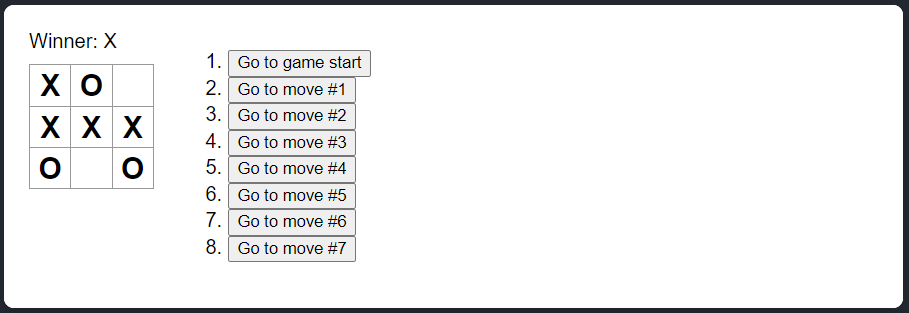 Winner: X
X O
X X X
O O
1. Go to game start
2. Go to move #1
3. Go to move #2
4. Go to move #3
5. Go to move #4
6. Go to move #5
7. Go to move #6
8. Go to move #7